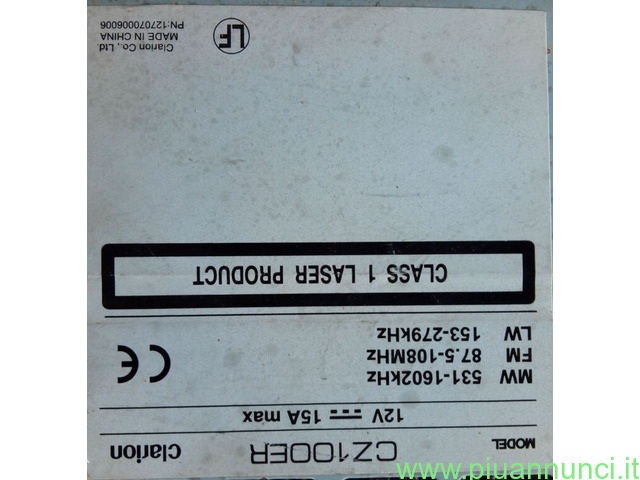 MODEL CZ100ER Clarion
12V ⎓ 15A max
MW 531-1602kHz
FM 87.5-108MHz
LW 153-279kHz
CE
CLASS 1 LASER PRODUCT
LF
Clarion Co., Ltd
MADE IN CHINA
PN:127070006006
www.piuannunci.it